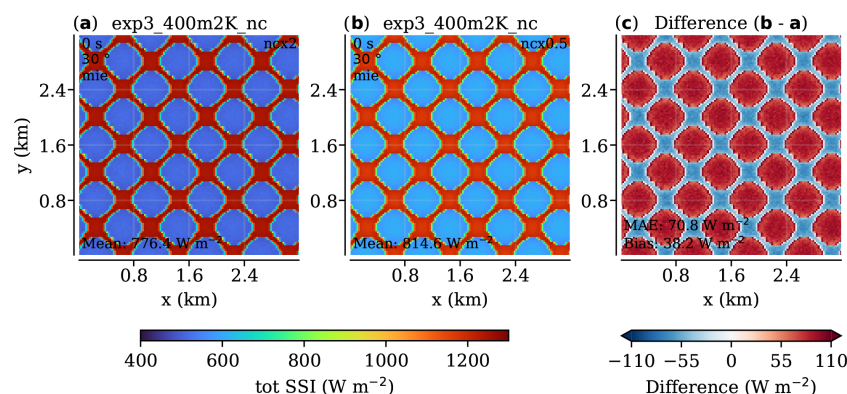 (a) exp3_400m2K_nc
(b) exp3_400m2K_nc
(c) Difference (b - a)
0 s
ncx2
30 °
mie
0 s
ncx0.5
30 °
mie
y (km)
2.4
1.6
0.8
2.4
1.6
0.8
2.4
1.6
0.8
Mean: 776.4 W m⁻²
Mean: 814.6 W m⁻²
MAE: 70.8 W m⁻²
Bias: 38.2 W m⁻²
0.8 1.6 2.4
0.8 1.6 2.4
0.8 1.6 2.4
x (km)
x (km)
x (km)
400 600 800 1000 1200
tot SSI (W m⁻²)
−110 −55 0 55 110
Difference (W m⁻²)